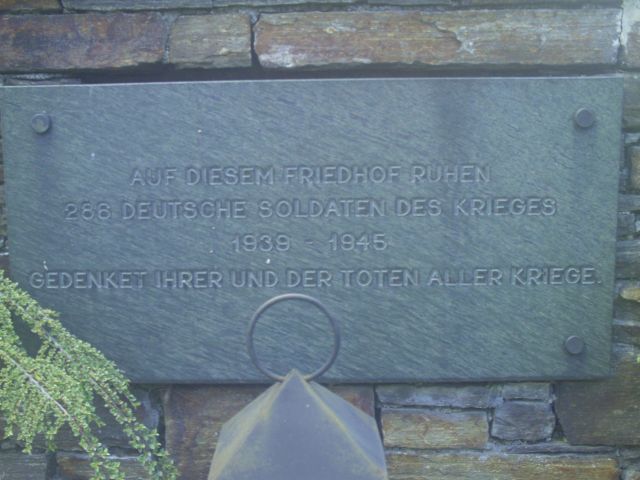 AUF DIESEM FRIEDHOF RUHEN
286 DEUTSCHE SOLDATEN DES KRIEGES
1939 - 1945
GEDENKET IHRER UND DER TOTEN ALLER KRIEGE.